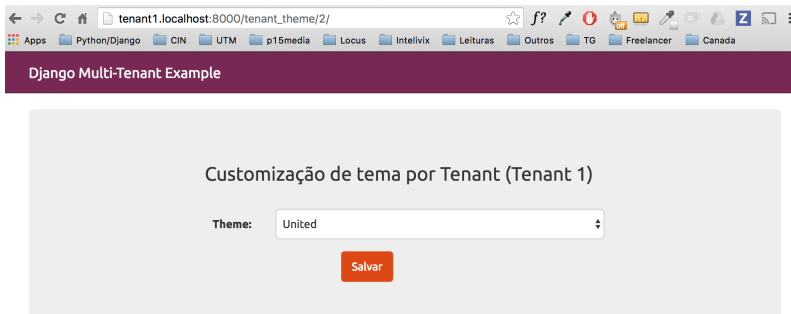 tenant1.localhost:8000/tenant_theme/2/
f?
off
Z
Apps Python/Django CIN UTM p15media Locus Intelivix Leituras Outros TG Freelancer Canada
Django Multi-Tenant Example
Customização de tema por Tenant (Tenant 1)
Theme: United
Salvar